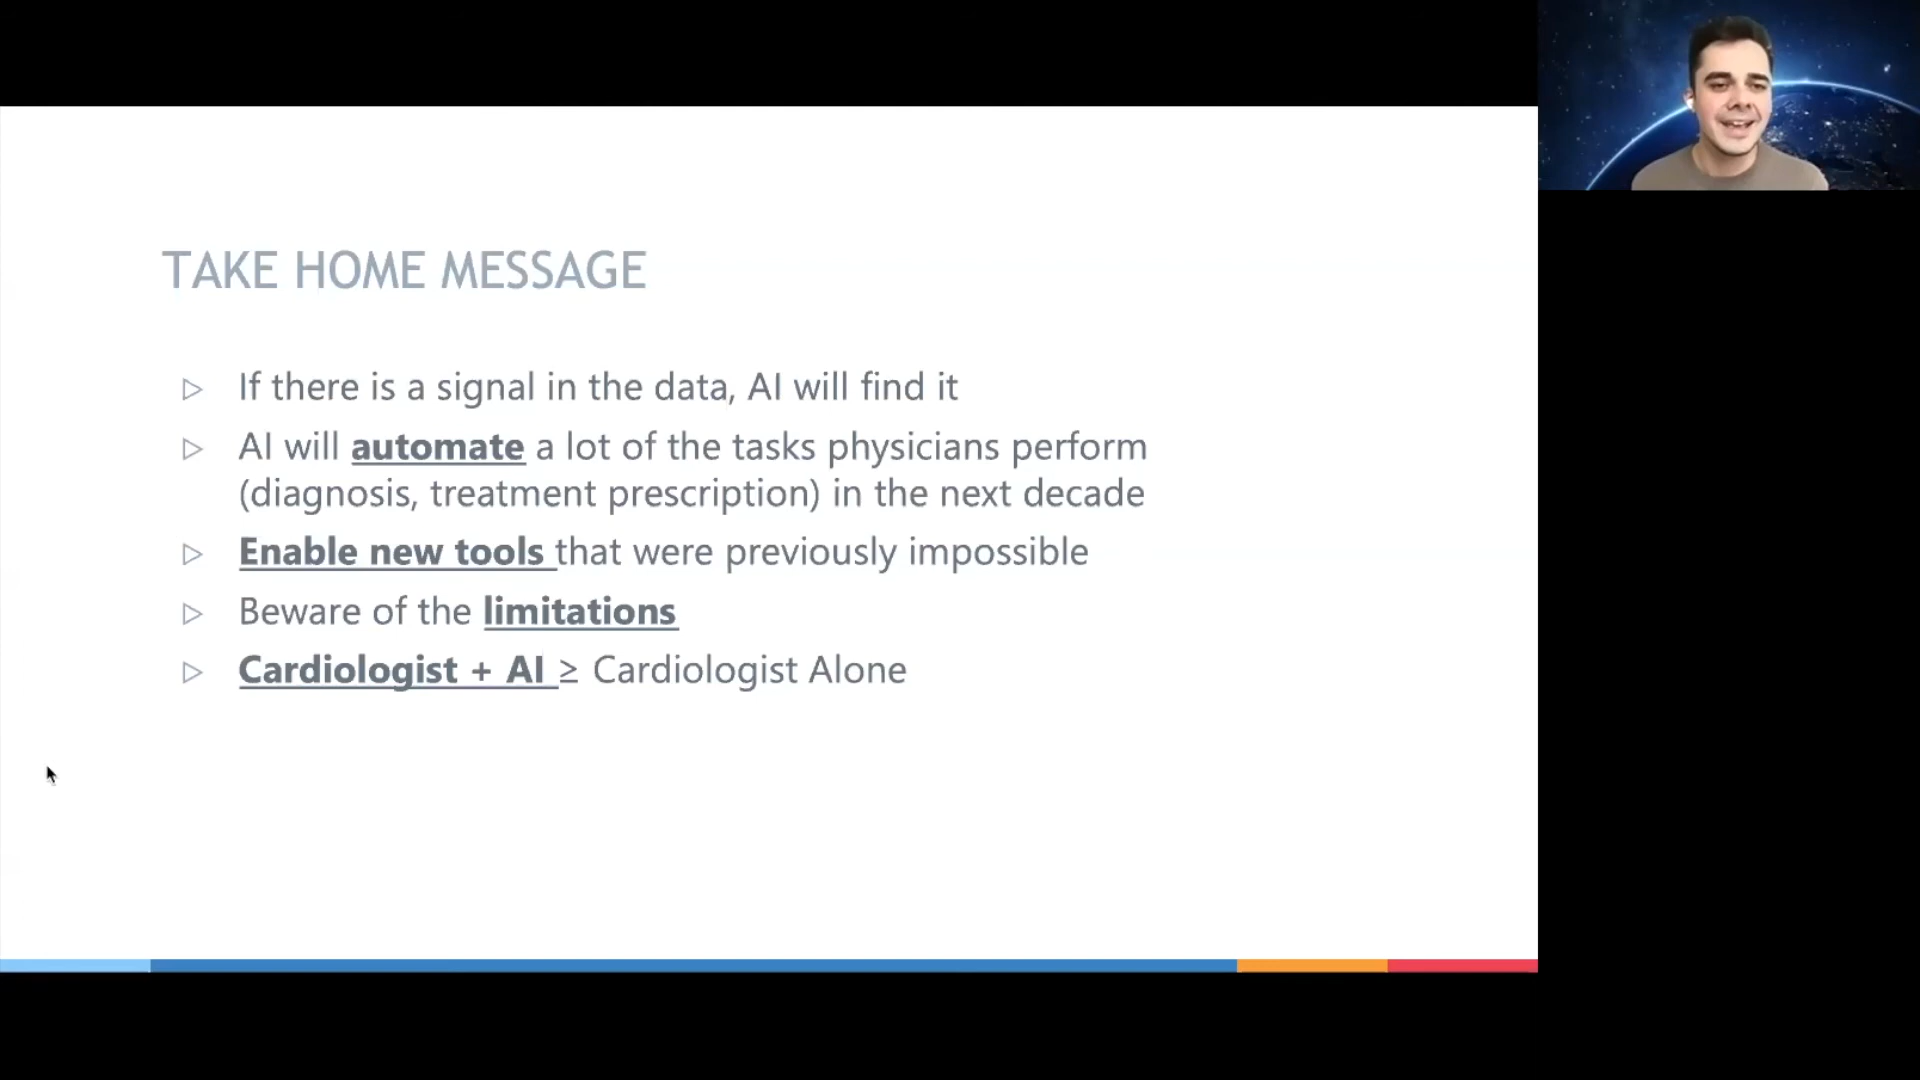 TAKE HOME MESSAGE
If there is a signal in the data, AI will find it
AI will automate a lot of the tasks physicians perform
(diagnosis, treatment prescription) in the next decade
Enable new tools that were previously impossible
Beware of the limitations
Cardiologist + AI ≥ Cardiologist Alone